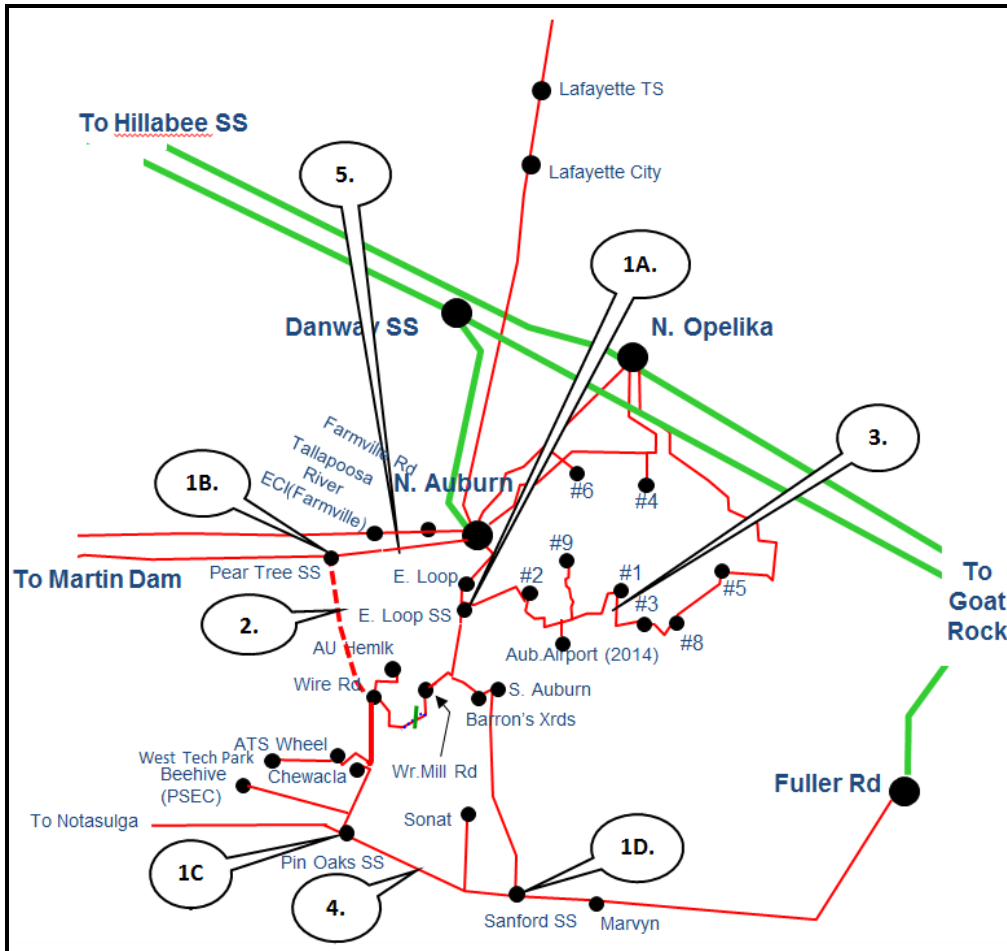 Lafayette TS
To Hillabee SS
Lafayette City
5.
1A.
Danway SS
N. Opelika
3.
Farmville Rd
Tallapoosa
River
ECI(Farmville)
N. Auburn
1B.
#6
#4
#9
To Martin Dam
Pear Tree SS
E. Loop
#2
#1
#5
To
Goat
Rock
E. Loop SS
#3
#8
2.
AU Hemlk
Aub.Airport (2014)
Wire Rd
S. Auburn
Barron's Xrds
ATS Wheel
West Tech Park
Chewacla
Wr.Mill Rd
Beehive
(PSEC)
Fuller Rd
To Notasulga
Sonat
Pin Oaks SS
1C
1D.
4.
Sanford SS
Marvyn